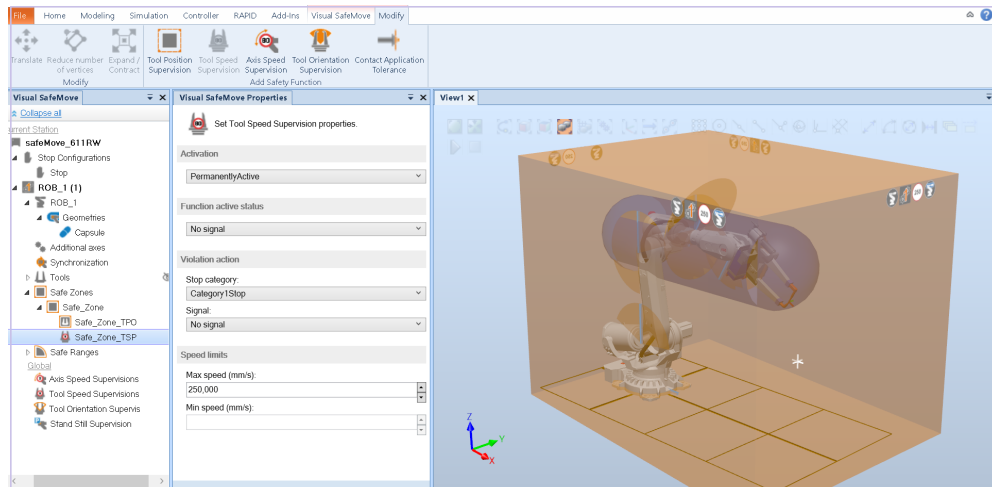 File Home Modeling Simulation Controller RAPID Add-Ins Visual SafeMove Modify
Translate Reduce number of vertices Expand / Contract Tool Position Supervision Tool Speed Supervision Axis Speed Supervision Tool Orientation Supervision Contact Application Tolerance
Modify Add Safety Function
Visual SafeMove
Collapse all
urrent Station
safeMove_611RW
Stop Configurations
Stop
ROB_1 (1)
ROB_1
Geometries
Capsule
Additional axes
Synchronization
Tools
Safe Zones
Safe_Zone
Safe_Zone_TPO
Safe_Zone_TSP
Safe Ranges
Global
Axis Speed Supervisions
Tool Speed Supervisions
Tool Orientation Supervis
Stand Still Supervision
Visual SafeMove Properties
Set Tool Speed Supervision properties.
Activation
PermanentlyActive
Function active status
No signal
Violation action
Stop category:
Category1Stop
Signal:
No signal
Speed limits
Max speed (mm/s):
250,000
Min speed (mm/s):
View1
250
250
Z
Y
X